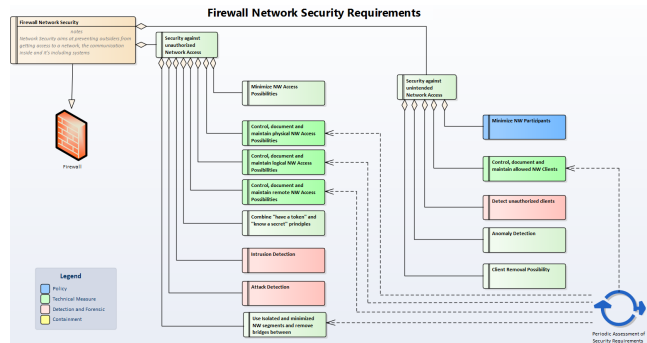 Firewall Network Security Requirements
Firewall Network Security
notes
Network Security aims at preventing outsiders from
getting access to a network, the communication
inside and it's including systems
Firewall
Security against
unauthorized
Network Access
Minimize NW Access
Possibilities
Control, document and
maintain physical NW Access
Possibilities
Control, document and
maintain logical NW Access
Possibilities
Control, document and
maintain remote NW Access
Possibilities
Combine "have a token" and
"know a secret" principles
Intrusion Detection
Attack Detection
Use isolated and minimized
NW segments and remove
bridges between
Security against
unintended
Network Access
Minimize NW Participants
Control, document and
maintain allowed NW Clients
Detect unauthorized clients
Anomaly Detection
Client Removal Possibility
Periodic Assessment of
Security Requirements
Legend
Policy
Technical Measure
Detection and Forensic
Containment